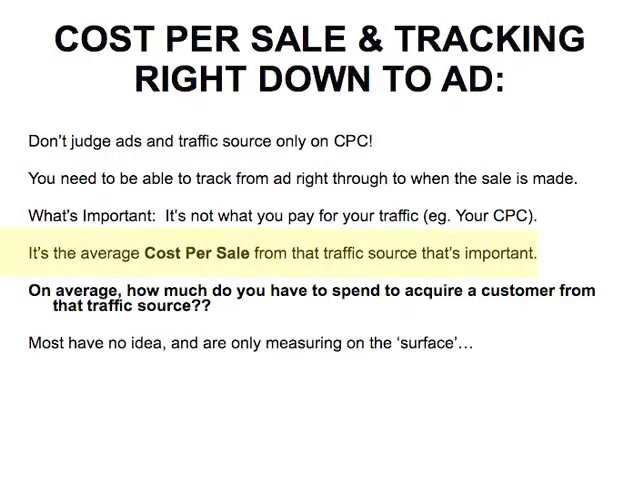 COST PER SALE & TRACKING
RIGHT DOWN TO AD:
Don’t judge ads and traffic source only on CPC!
You need to be able to track from ad right through to when the sale is made.
What’s Important:  It’s not what you pay for your traffic (eg. Your CPC).
It’s the average Cost Per Sale from that traffic source that’s important.
On average, how much do you have to spend to acquire a customer from
that traffic source??
Most have no idea, and are only measuring on the ‘surface’…